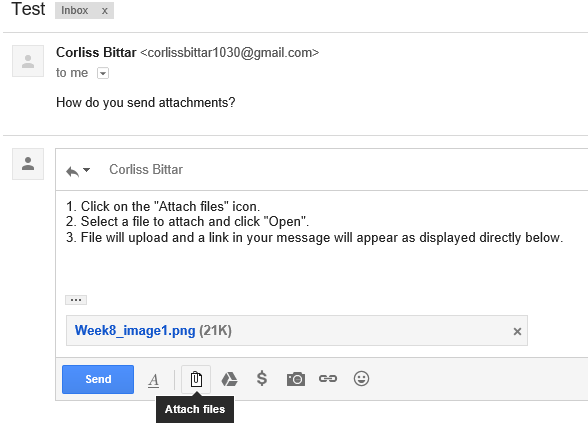 Test Inbox x
Corliss Bittar <corlissbittar1030@gmail.com>
to me
How do you send attachments?
Corliss Bittar
1. Click on the "Attach files" icon.
2. Select a file to attach and click "Open".
3. File will upload and a link in your message will appear as displayed directly below.
Week8_image1.png (21K) ×
Send A $
Attach files